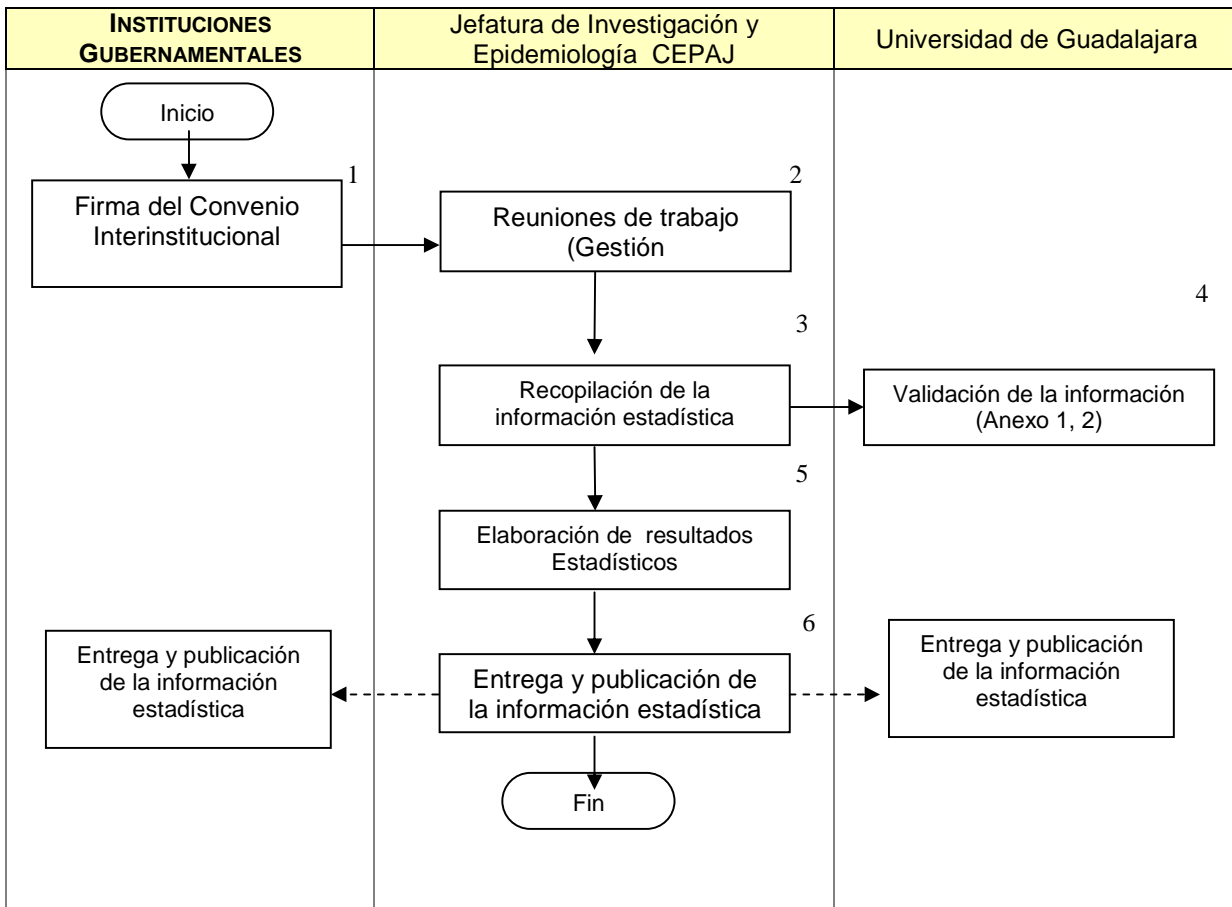 INSTITUCIONES
GUBERNAMENTALES
Jefatura de Investigación y
Epidemiología CEPAJ
Universidad de Guadalajara
Inicio
1
Firma del Convenio
Interinstitucional
2
Reuniones de trabajo
(Gestión
3
Recopilación de la
información estadística
4
Validación de la información
(Anexo 1, 2)
5
Elaboración de resultados
Estadísticos
6
Entrega y publicación
de la información
estadística
Entrega y publicación de
la información estadística
Entrega y publicación
de la información
estadística
Fin